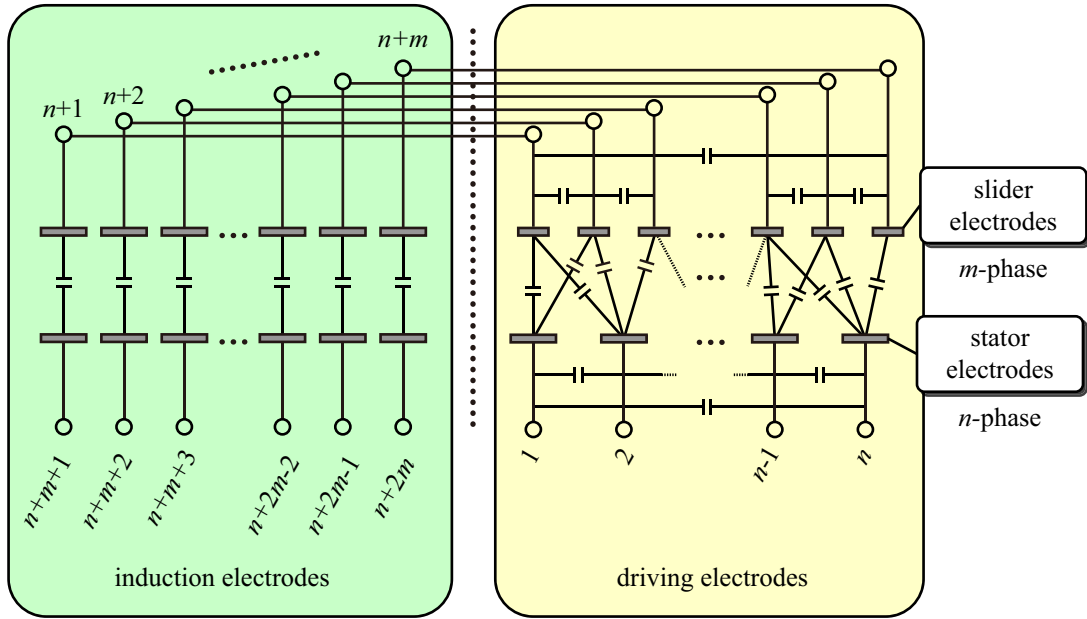 n+m
n+1
n+2
slider
electrodes
m-phase
stator
electrodes
n-phase
n+m+1
n+m+2
n+m+3
n+2m-2
n+2m-1
n+2m
1
2
n-1
n
induction electrodes
driving electrodes